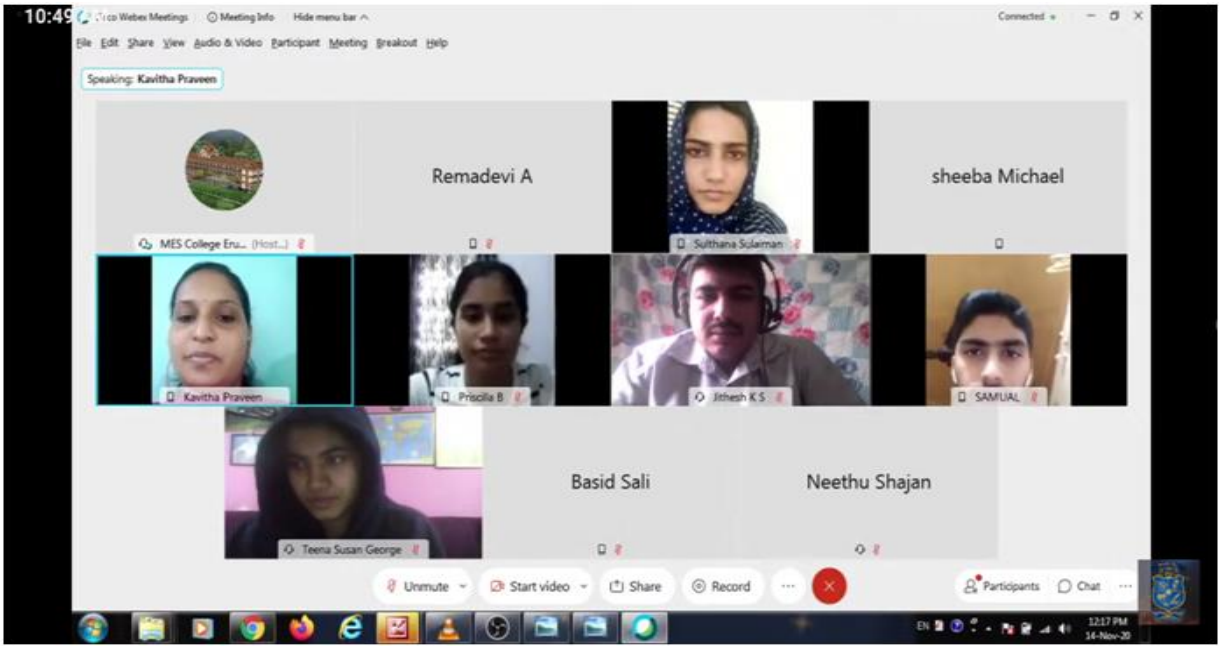 10:49
Cisco Webex Meetings Meeting Info Hide menu bar Connected
File Edit Share View Audio & Video Participant Meeting Breakout Help
Speaking: Kavitha Praveen
Remadevi A
sheeba Michael
MES College Eru... (Host...)
Sulthana Sulaiman
Kavitha Praveen
Priscilla B
Jithesh K S
SAMUAL
Basid Sali
Neethu Shajan
Teena Susan George
Unmute Start video Share Record ... Participants Chat ...
EN 12:17 PM
14-Nov-20